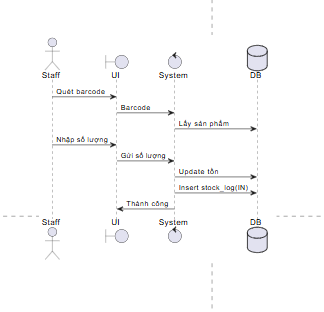 Staff UI System DB
Quét barcode
Barcode
Lấy sản phẩm
Nhập số lượng
Gửi số lượng
Update tồn
Insert stock_log(IN)
Thành công
Staff UI System DB